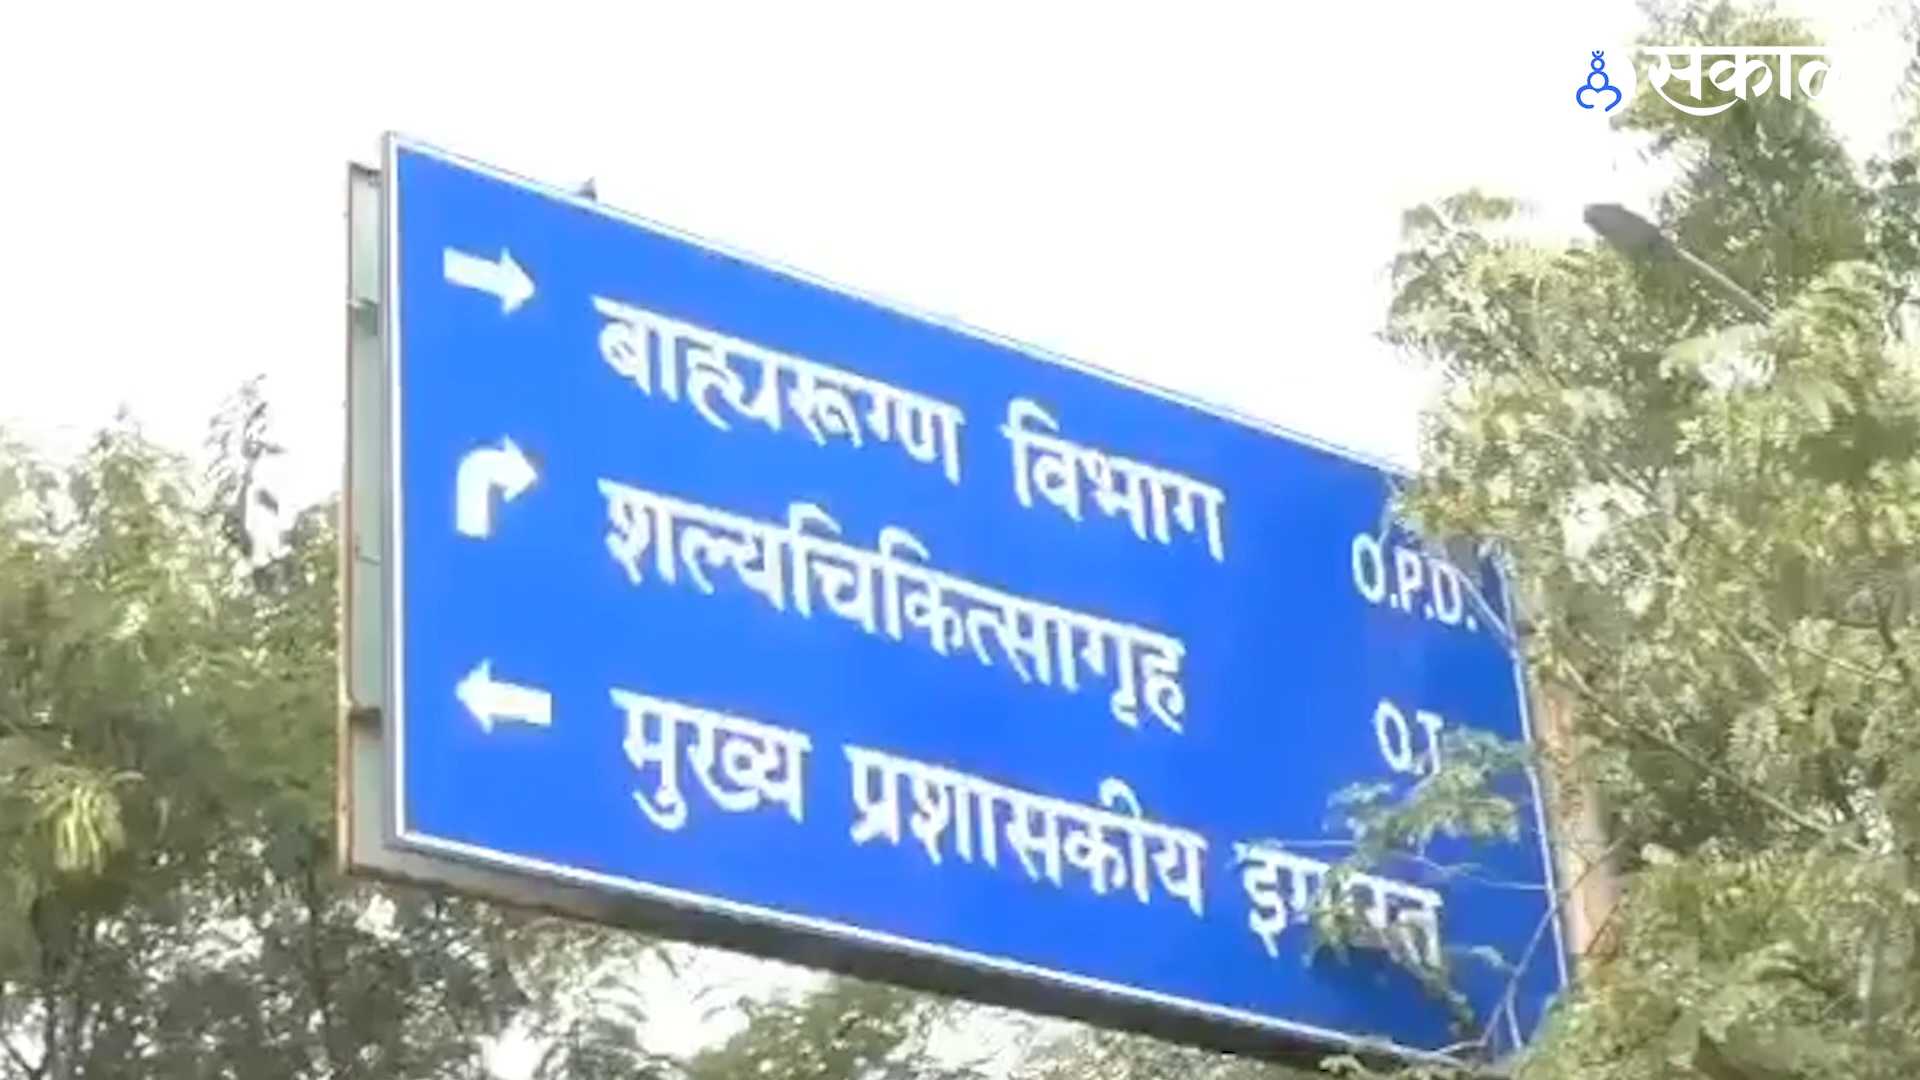 सकाळ
बाह्यरूग्ण विभाग O.P.D.
शल्यचिकित्सागृह O.T
मुख्य प्रशासकीय इमारत